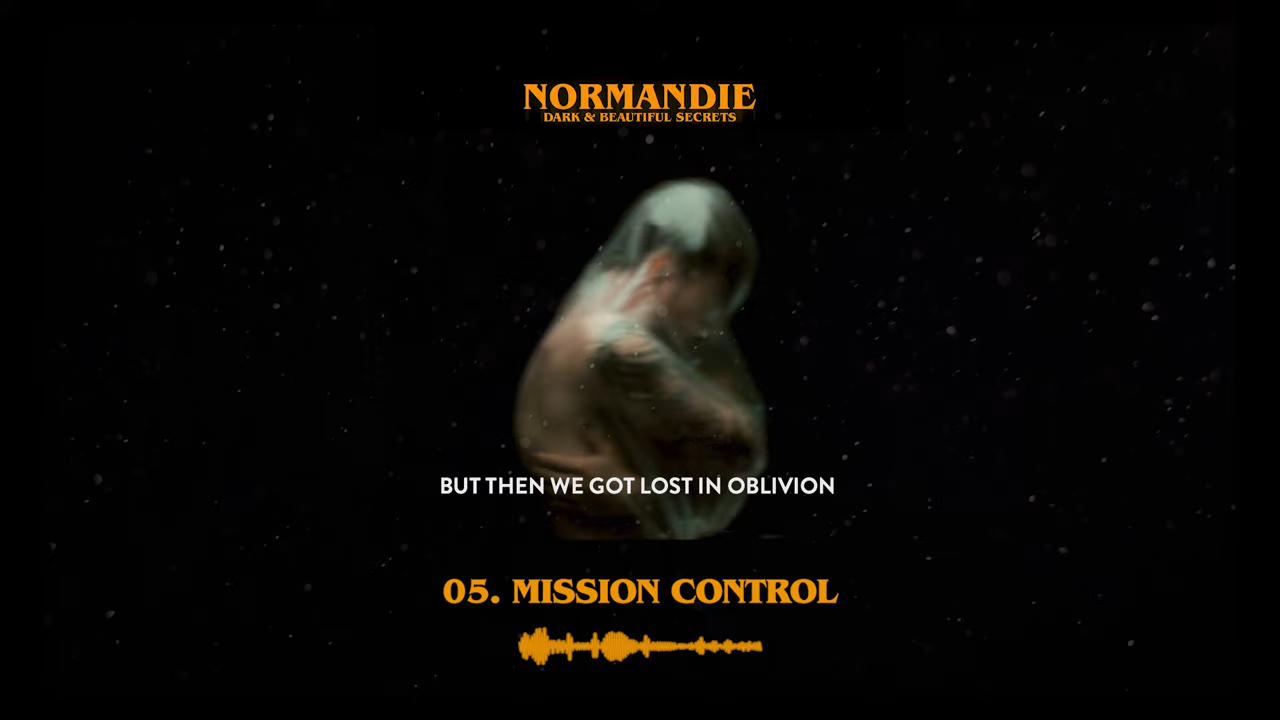 NORMANDIE
DARK & BEAUTIFUL SECRETS
BUT THEN WE GOT LOST IN OBLIVION
05. MISSION CONTROL